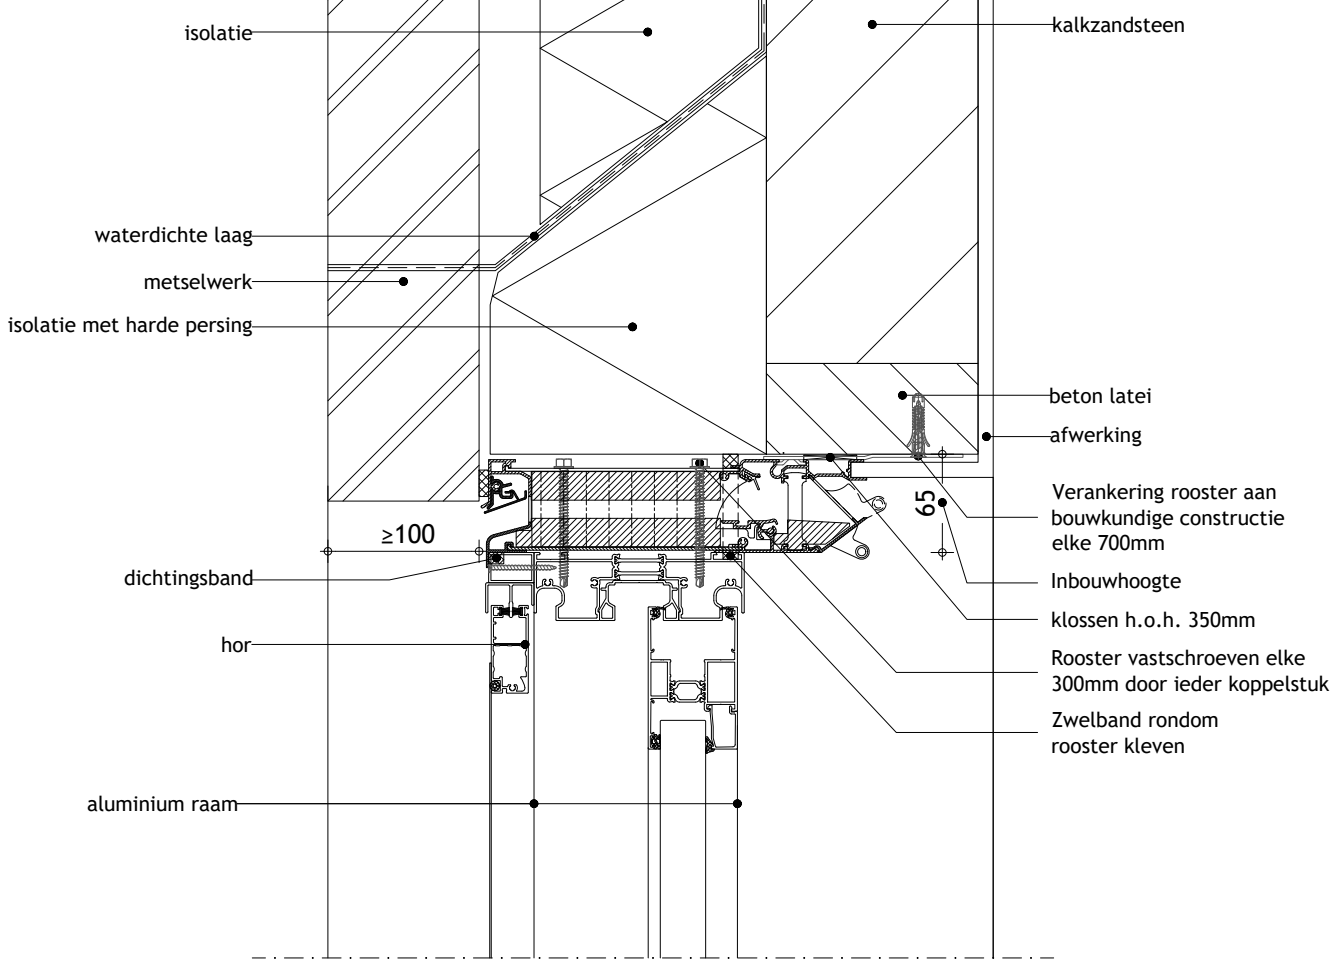 isolatie
kalkzandsteen
waterdichte laag
metselwerk
isolatie met harde persing
beton latei
afwerking
Verankering rooster aan
bouwkundige constructie
elke 700mm
65
≥100
dichtingsband
Inbouwhoogte
klossen h.o.h. 350mm
hor
Rooster vastschroeven elke
300mm door ieder koppelstuk
Zwelband rondom
rooster kleven
aluminium raam